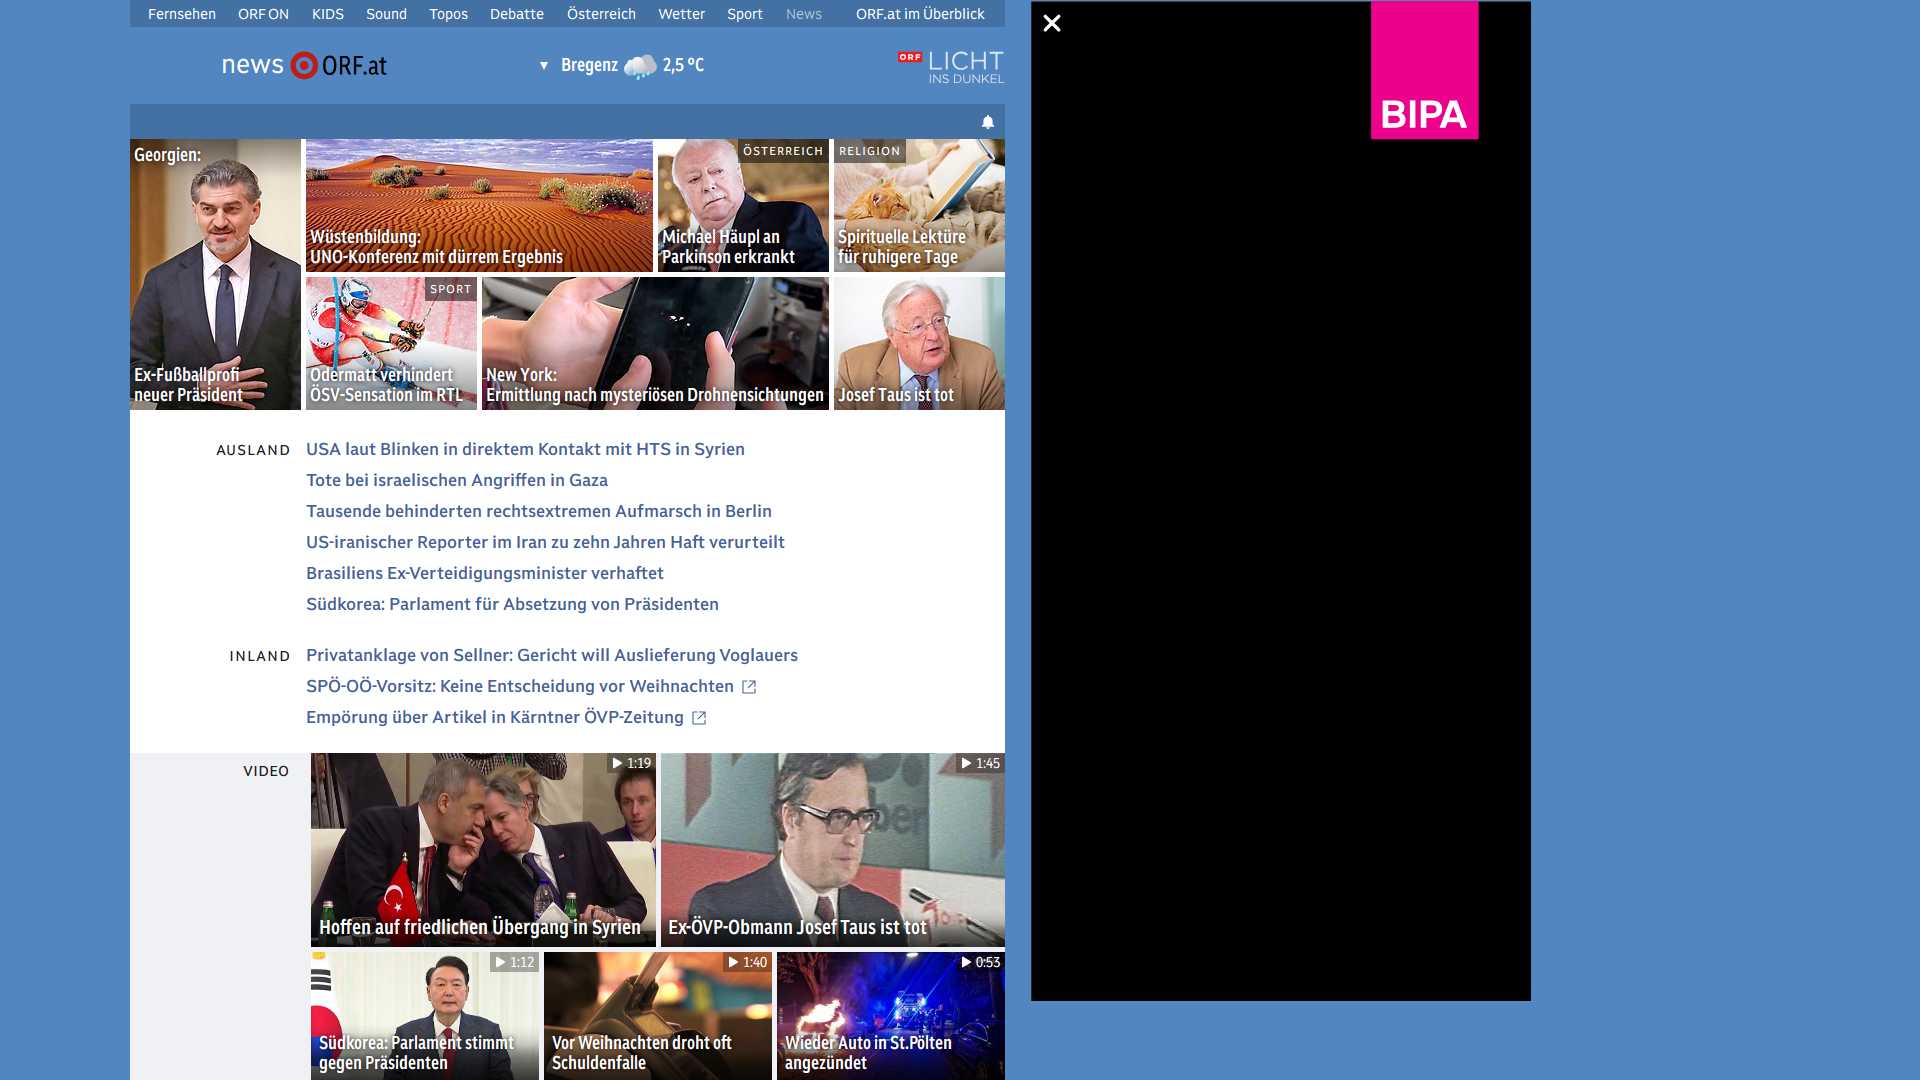 Fernsehen ORF ON KIDS Sound Topos Debatte Österreich Wetter Sport News ORF.at im Überblick
news ORF.at
Bregenz 2,5 °C
ORF LICHT
INS DUNKEL
BIPA
Georgien:
Ex-Fußballprofi
neuer Präsident
Wüstenbildung:
UNO-Konferenz mit dürrem Ergebnis
ÖSTERREICH
Michael Häupl an
Parkinson erkrankt
RELIGION
Spirituelle Lektüre
für ruhigere Tage
SPORT
Odermatt verhindert
ÖSV-Sensation im RTL
New York:
Ermittlung nach mysteriösen Drohnensichtungen
Josef Taus ist tot
AUSLAND
USA laut Blinken in direktem Kontakt mit HTS in Syrien
Tote bei israelischen Angriffen in Gaza
Tausende behinderten rechtsextremen Aufmarsch in Berlin
US-iranischer Reporter im Iran zu zehn Jahren Haft verurteilt
Brasiliens Ex-Verteidigungsminister verhaftet
Südkorea: Parlament für Absetzung von Präsidenten
INLAND
Privatanklage von Sellner: Gericht will Auslieferung Voglauers
SPÖ-OÖ-Vorsitz: Keine Entscheidung vor Weihnachten
Empörung über Artikel in Kärntner ÖVP-Zeitung
VIDEO
1:19
Hoffen auf friedlichen Übergang in Syrien
1:45
Ex-ÖVP-Obmann Josef Taus ist tot
1:12
Südkorea: Parlament stimmt
gegen Präsidenten
1:40
Vor Weihnachten droht oft
Schuldenfalle
0:53
Wieder Auto in St.Pölten
angezündet